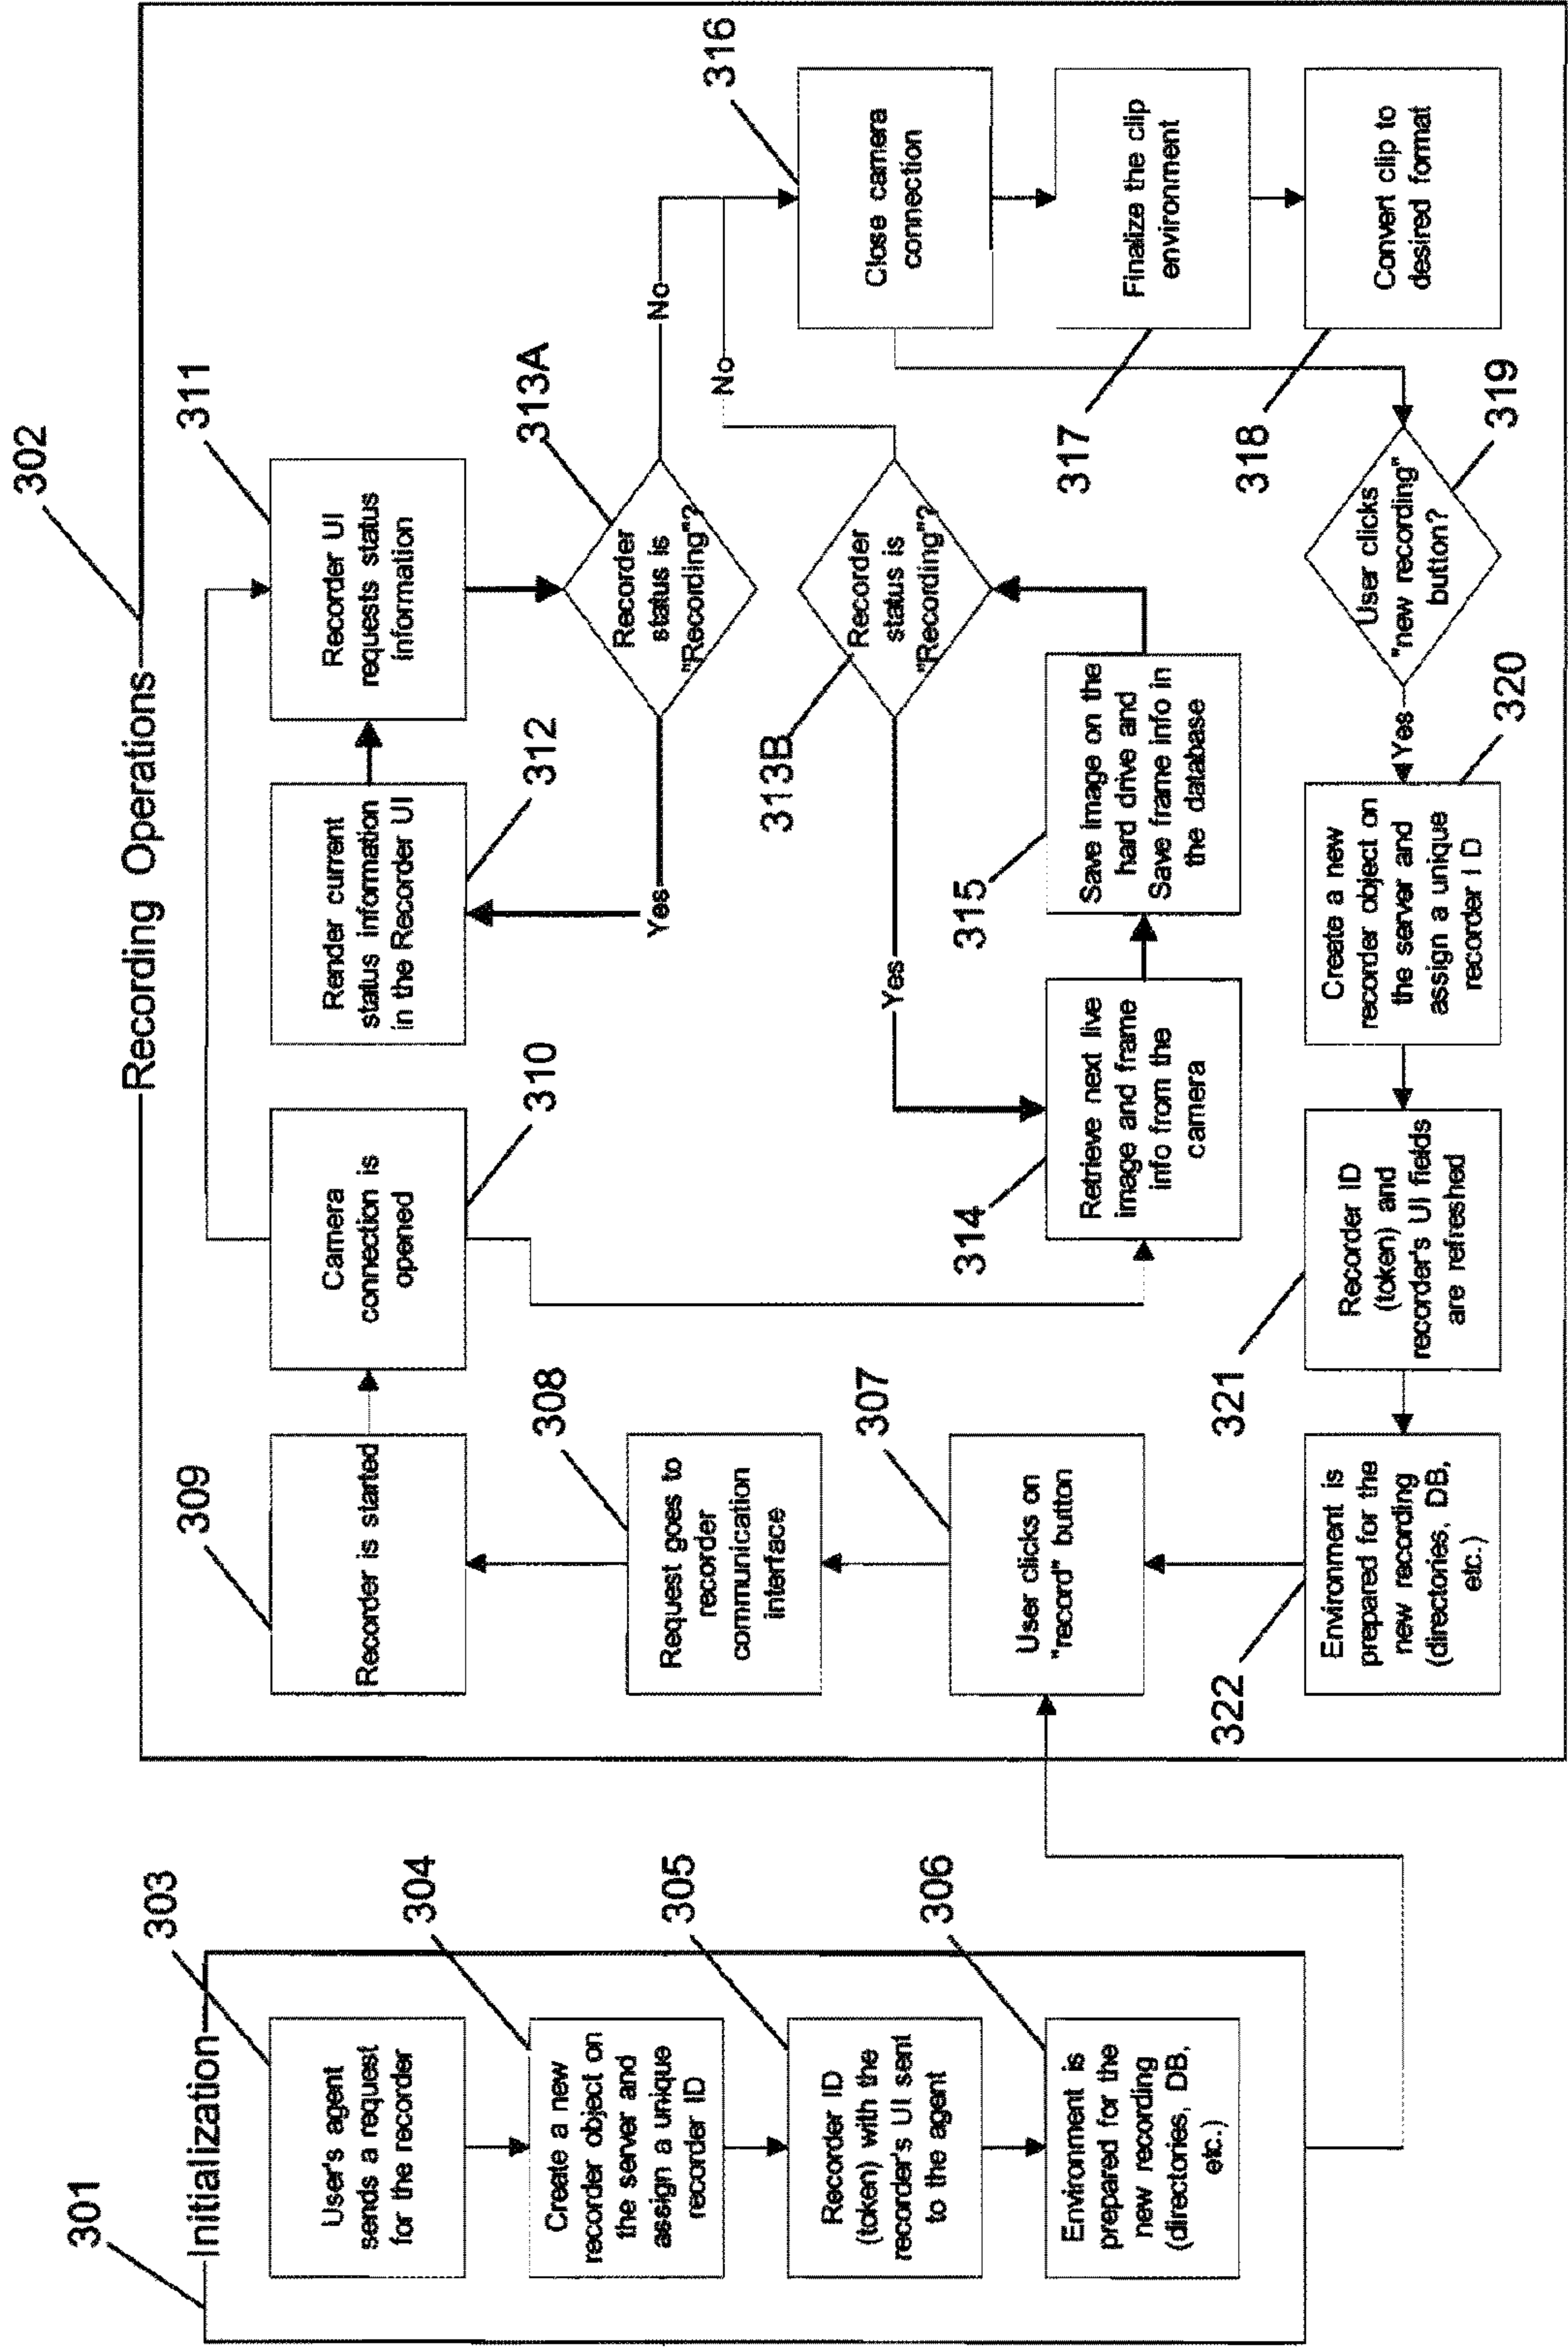 301
Initialization
303
User's agent
sends a request
for the recorder
304
Create a new
recorder object on
the server and
assign a unique
recorder ID
305
Recorder ID
(token) with the
recorder's UI sent
to the agent
306
Environment is
prepared for the
new recording
(directories, DB,
etc.)
302
Recording Operations
309
Recorder is started
308
Request goes to
recorder
communication
interface
307
User clicks on
"record" button
322
Environment is
prepared for the
new recording
(directories, DB,
etc.)
310
Camera
connection is
opened
312
Render current
status information
in the Recorder UI
311
Recorder UI
requests status
information
313A
Recorder
status is
"Recording"?
Yes
No
313B
Recorder
status is
"Recording"?
Yes
No
314
Retrieve next live
image and frame
info from the
camera
315
Save image on the
hard drive and
Save frame info in
the database
316
Close camera
connection
317
Finalize the clip
environment
318
Convert clip to
desired format
319
User clicks
"new recording"
button?
Yes
320
Create a new
recorder object on
the server and
assign a unique
recorder I D
321
Recorder ID
(token) and
recorder's UI fields
are refreshed